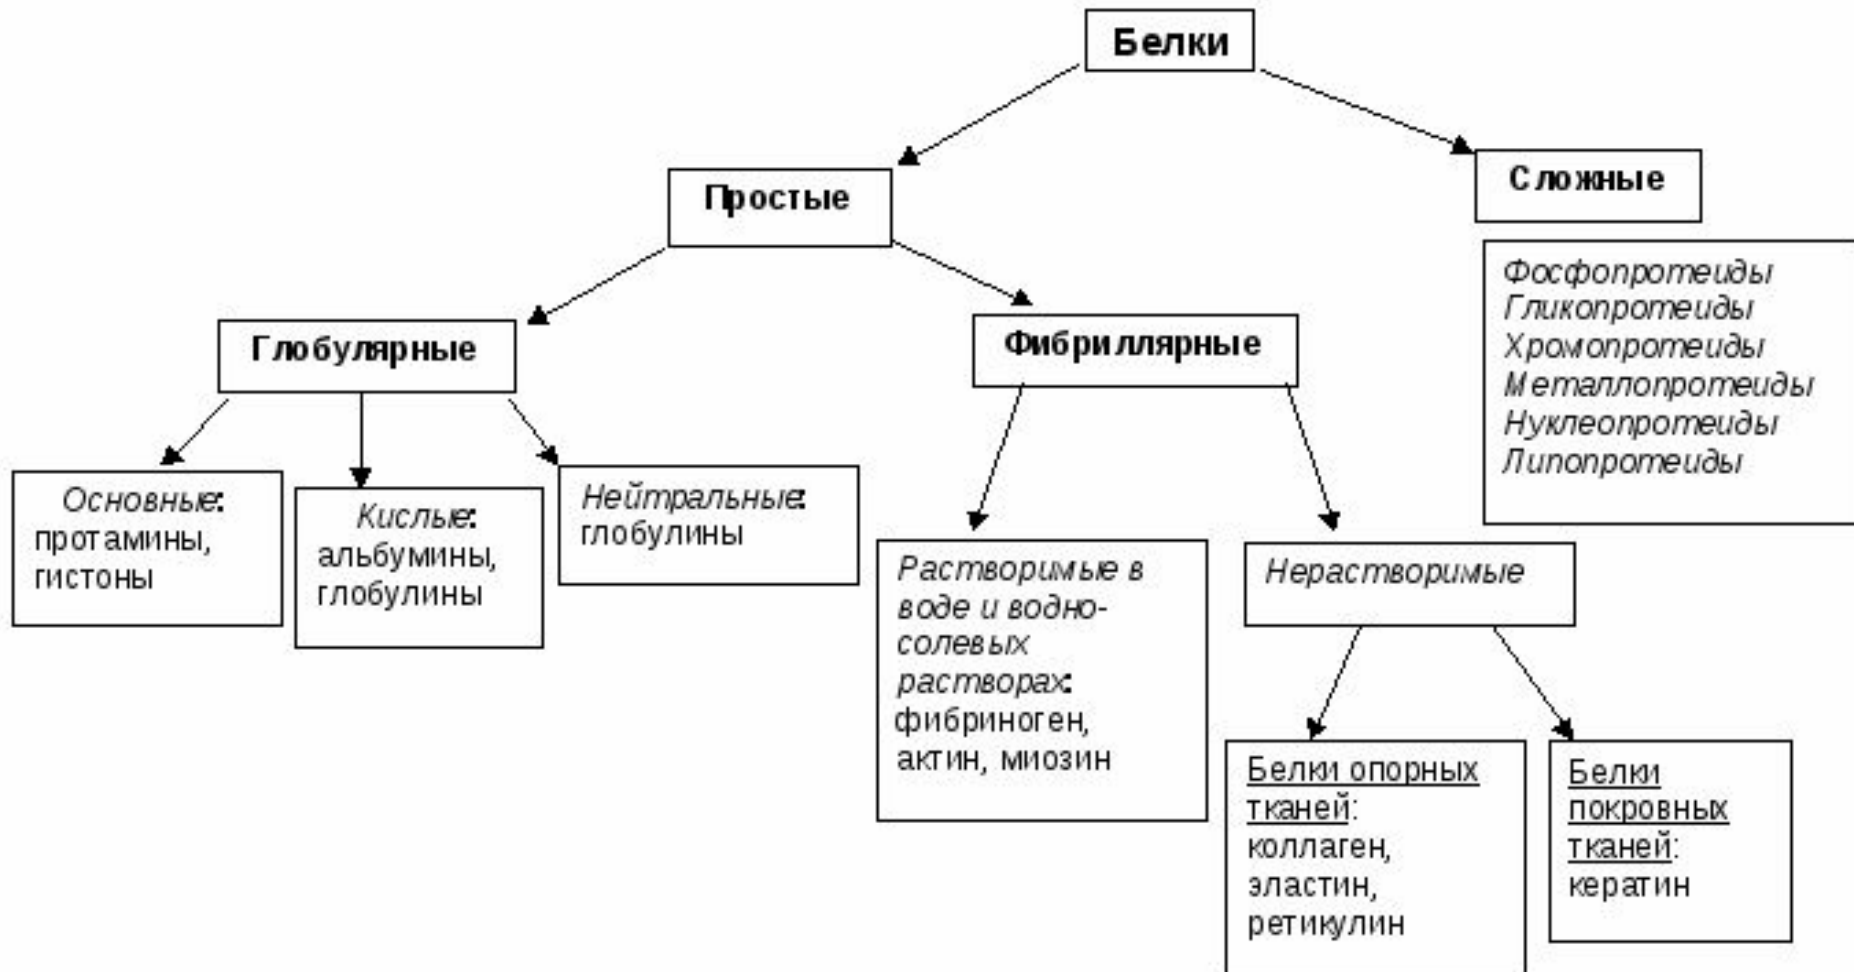 Белки
Простые
Сложные
Фосфопротеиды
Гликопротеиды
Хромопротеиды
Металлопротеиды
Нуклеопротеиды
Липопротеиды
Глобулярные
Фибриллярные
Основные:
протамины,
гистоны
Кислые:
альбумины,
глобулины
Нейтральные:
глобулины
Растворимые в
воде и водно-
солевых
растворах:
фибриноген,
актин, миозин
Нерастворимые
Белки опорных
тканей:
коллаген,
эластин,
ретикулин
Белки
покровных
тканей:
кератин